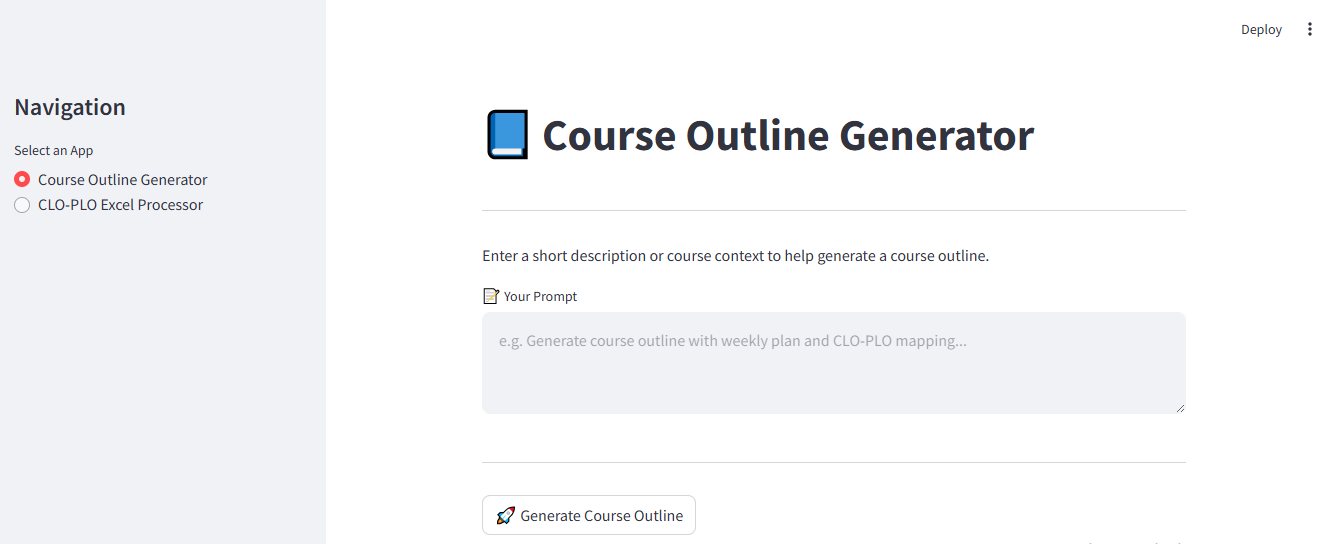 Deploy
Navigation
Select an App
Course Outline Generator
CLO-PLO Excel Processor
Course Outline Generator
Enter a short description or course context to help generate a course outline.
Your Prompt
e.g. Generate course outline with weekly plan and CLO-PLO mapping...
Generate Course Outline